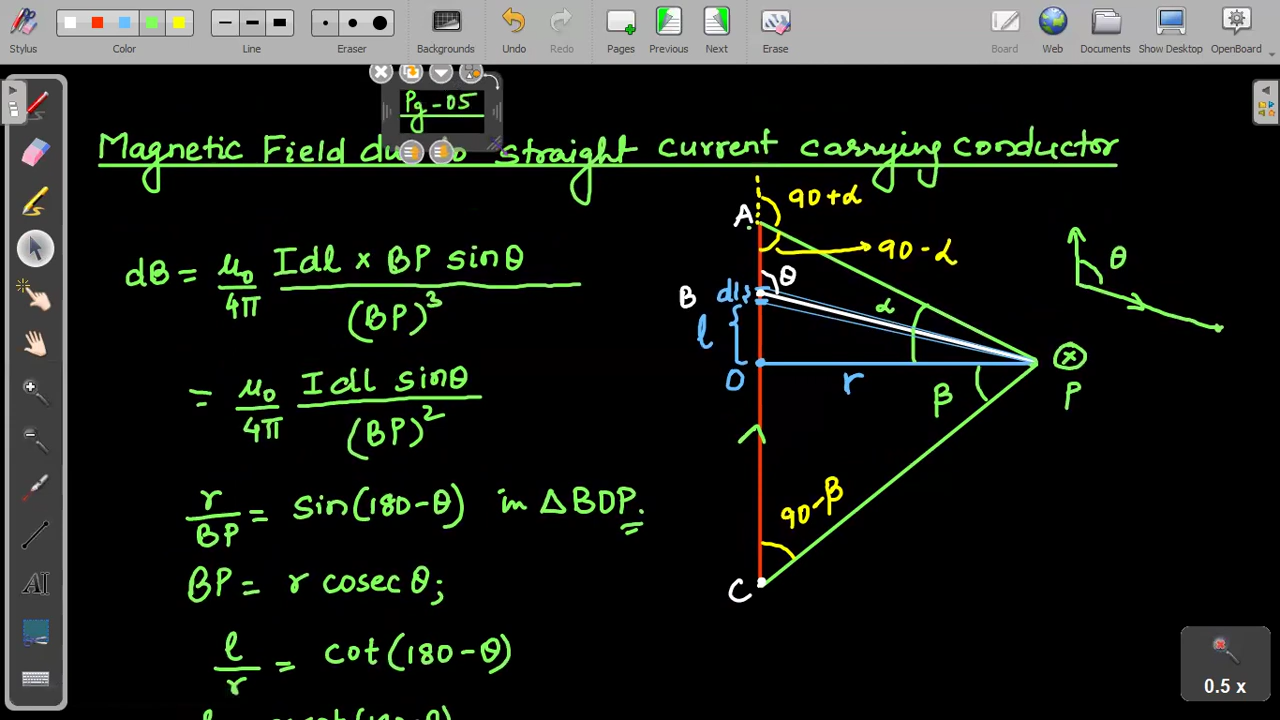 Stylus
Color
Line
Eraser
Backgrounds
Undo
Redo
Pages
Previous
Next
Erase
Board
Web
Documents
Show Desktop
OpenBoard
Pg-05
Magnetic Field due to straight current carrying conductor
dB = μ₀/4π Idl × BP sinθ / (BP)³
= μ₀/4π Idl sinθ / (BP)²
r/BP = sin(180-θ) in ΔBOP.
BP = r cosec θ;
l/r = cot(180-θ)
A
90+α
90-α
θ
B
dl
l
α
O
r
β
P
90-β
C
θ
0.5 x